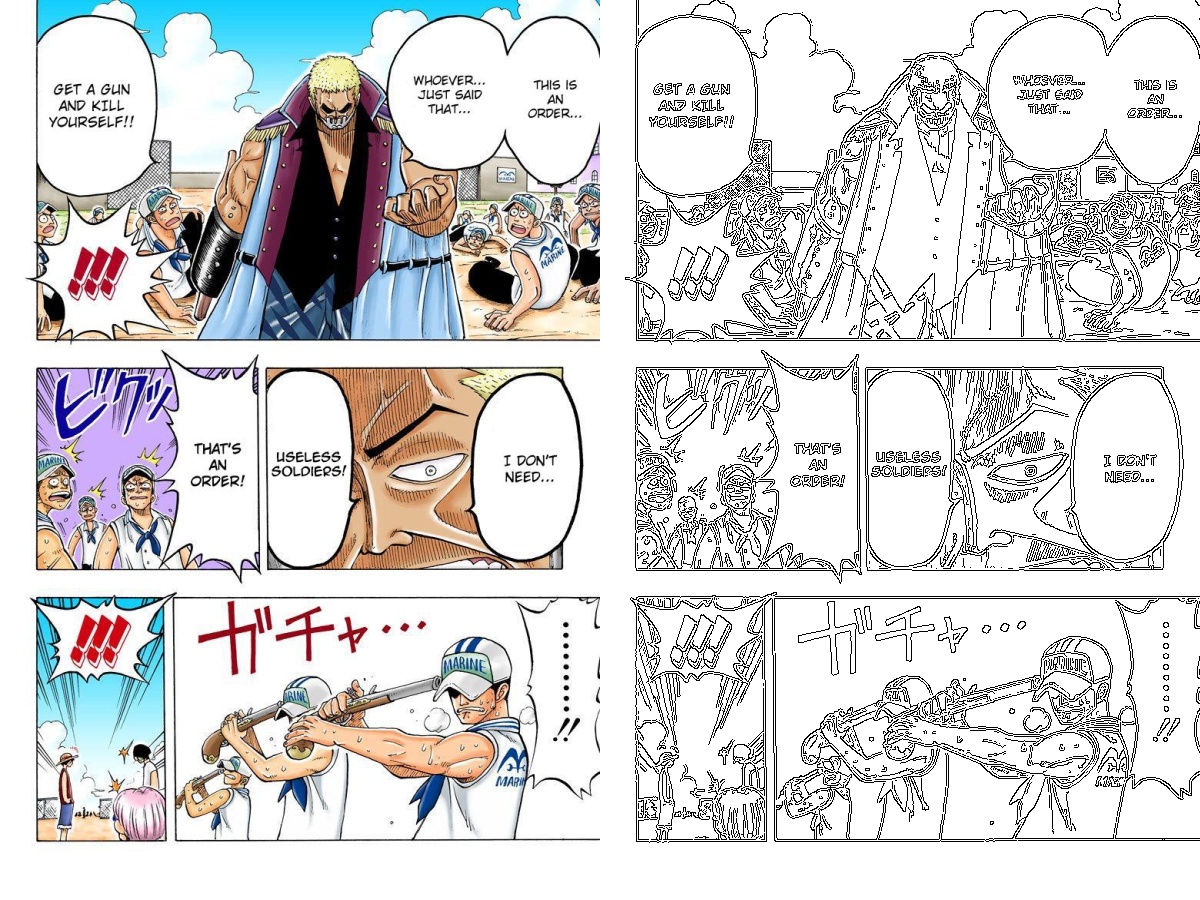 THIS IS
AN
ORDER...
WHOEVER...
JUST SAID
THAT...
GET A GUN
AND KILL
YOURSELF!!
MARINE
!!!
I DON'T
NEED...
USELESS
SOLDIERS!
THAT'S
AN
ORDER!
ビクッ
MARINE
..........!!
ガチャ...
MARINE
MARINE
MARINE
!!!
THIS IS
AN
ORDER...
WHOEVER...
JUST SAID
THAT...
GET A GUN
AND KILL
YOURSELF!!
!!!
I DON'T
NEED...
USELESS
SOLDIERS!
THAT'S
AN
ORDER!
ビクッ
..........!!
ガチャ...
!!!